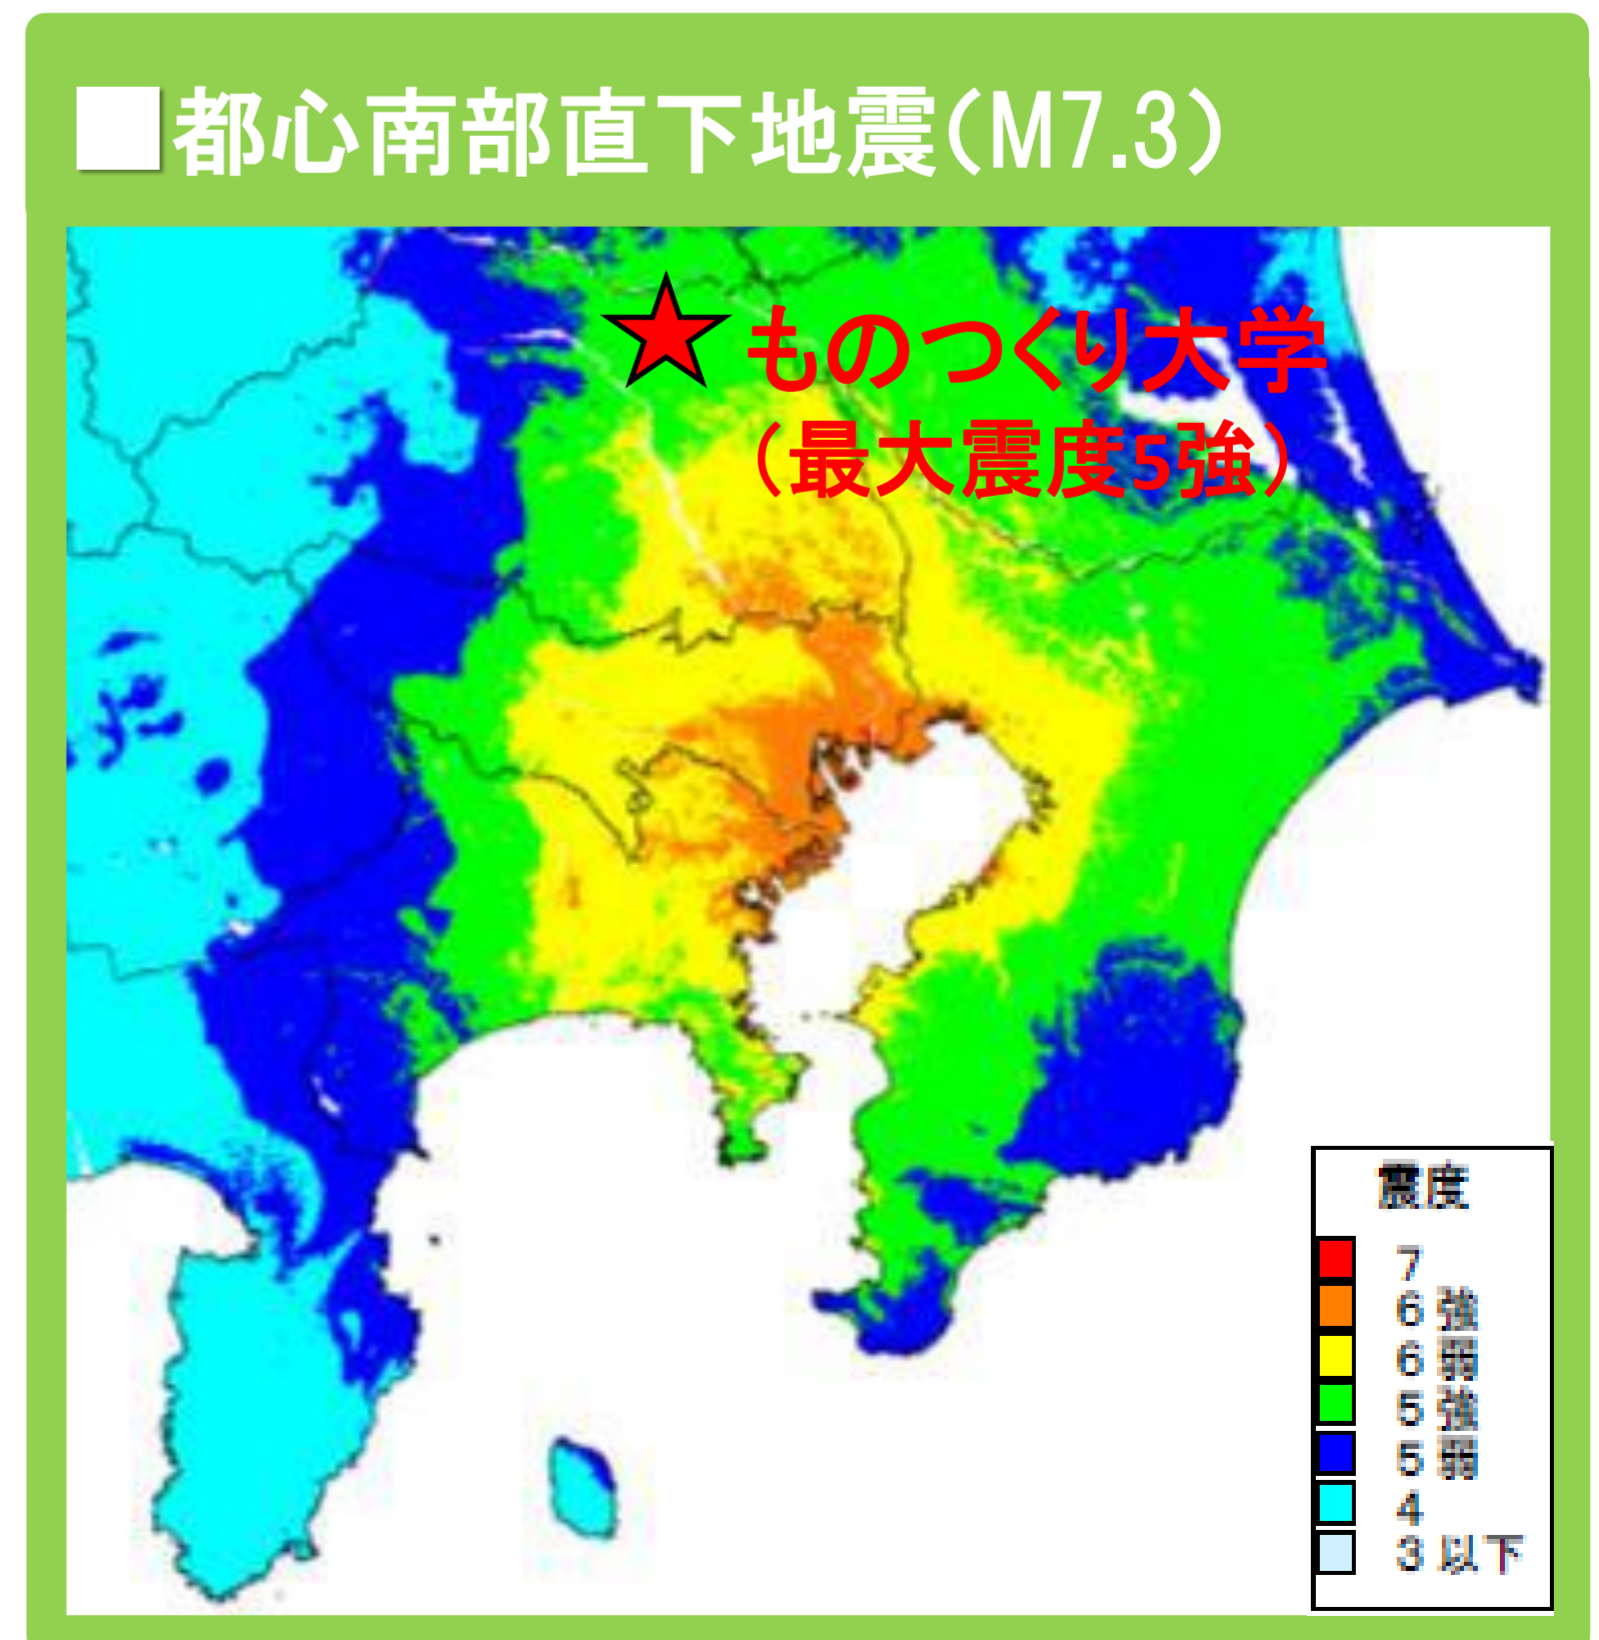 ■都心南部直下地震（M7.3）
ものつくり大学
（最大震度5強）
震度
7
6強
6弱
5強
5弱
4
3以下